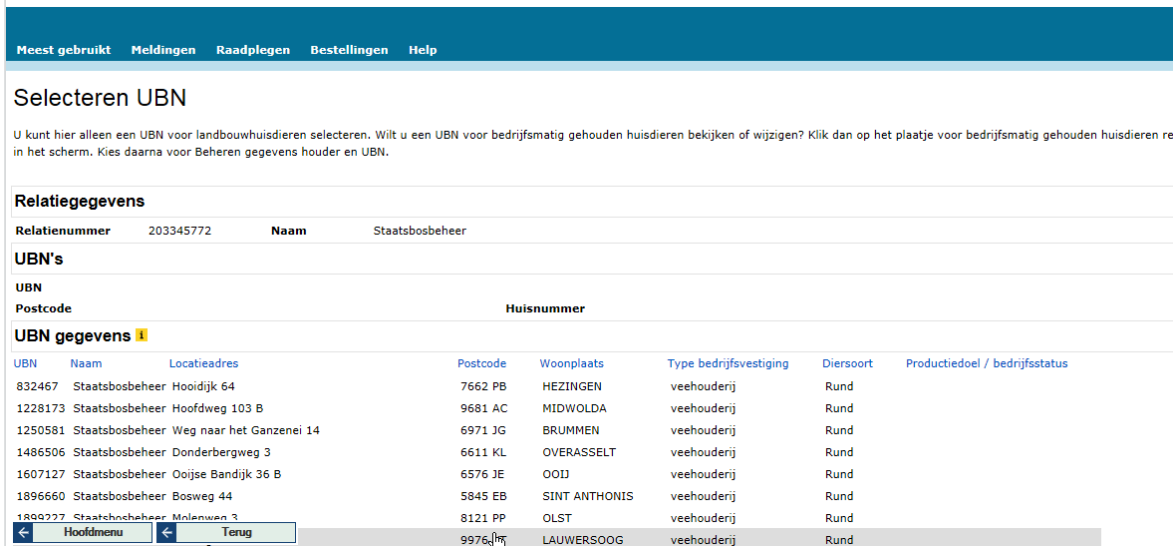 Meest gebruikt Meldingen Raadplegen Bestellingen Help
Selecteren UBN
U kunt hier alleen een UBN voor landbouwhuisdieren selecteren. Wilt u een UBN voor bedrijfsmatig gehouden huisdieren bekijken of wijzigen? Klik dan op het plaatje voor bedrijfsmatig gehouden huisdieren re
in het scherm. Kies daarna voor Beheren gegevens houder en UBN.
Relatiegegevens
Relatienummer 203345772 Naam Staatsbosbeheer
UBN's
UBN
Postcode Huisnummer
UBN gegevens i
UBN Naam Locatieadres Postcode Woonplaats Type bedrijfsvestiging Diersoort Productiedoel / bedrijfsstatus
832467 Staatsbosbeheer Hooidijk 64 7662 PB HEZINGEN veehouderij Rund
1228173 Staatsbosbeheer Hoofdweg 103 B 9681 AC MIDWOLDA veehouderij Rund
1250581 Staatsbosbeheer Weg naar het Ganzenei 14 6971 JG BRUMMEN veehouderij Rund
1486506 Staatsbosbeheer Donderbergweg 3 6611 KL OVERASSELT veehouderij Rund
1607127 Staatsbosbeheer Ooijse Bandijk 36 B 6576 JE OOIJ veehouderij Rund
1896660 Staatsbosbeheer Bosweg 44 5845 EB SINT ANTHONIS veehouderij Rund
1899227 Staatsbosbeheer Molenweg 3 8121 PP OLST veehouderij Rund
Hoofdmenu Terug
9976 LAUWERSOOG veehouderij Rund